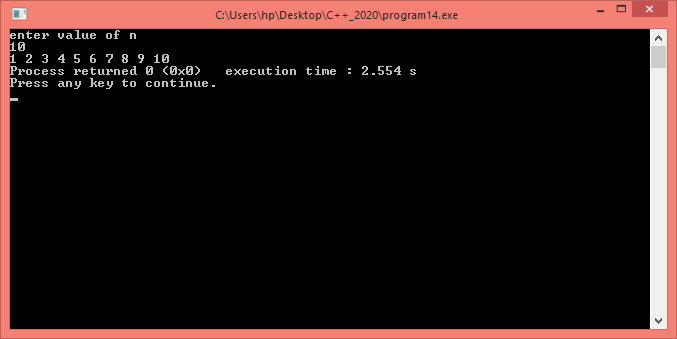 C:\Users\hp\Desktop\C++_2020\program14.exe
enter value of n
10
1 2 3 4 5 6 7 8 9 10
Process returned 0 (0x0)   execution time : 2.554 s
Press any key to continue.